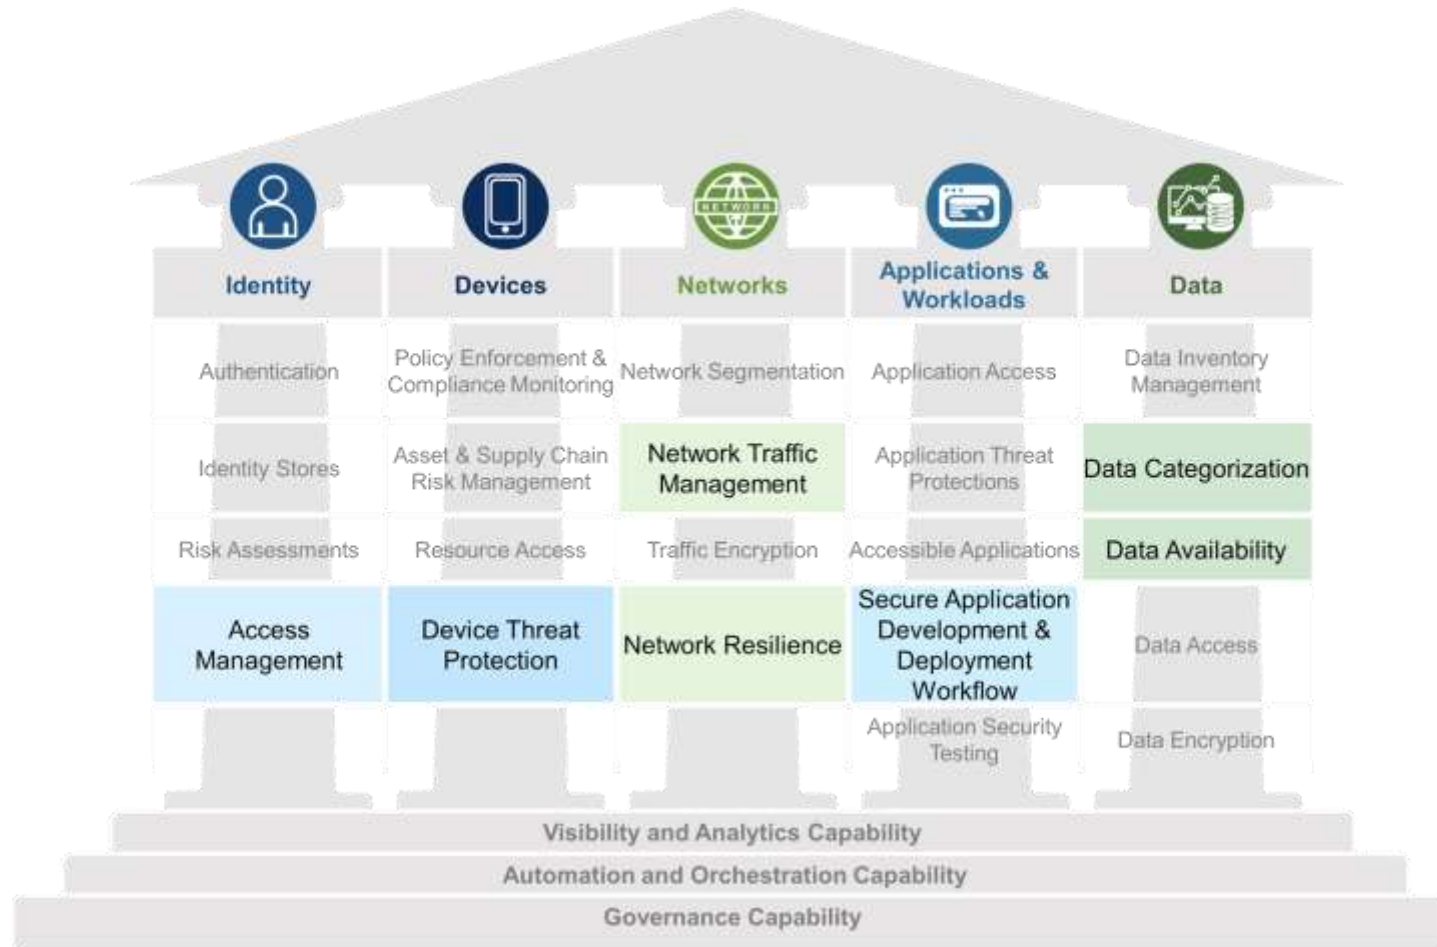 NETWORK
Identity
Devices
Networks
Applications &
Workloads
Data
Authentication
Policy Enforcement &
Compliance Monitoring
Network Segmentation
Application Access
Data Inventory
Management
Identity Stores
Asset & Supply Chain
Risk Management
Network Traffic
Management
Application Threat
Protections
Data Categorization
Risk Assessments
Resource Access
Traffic Encryption
Accessible Applications
Data Availability
Access
Management
Device Threat
Protection
Network Resilience
Secure Application
Development &
Deployment
Workflow
Data Access
Application Security
Testing
Data Encryption
Visibility and Analytics Capability
Automation and Orchestration Capability
Governance Capability